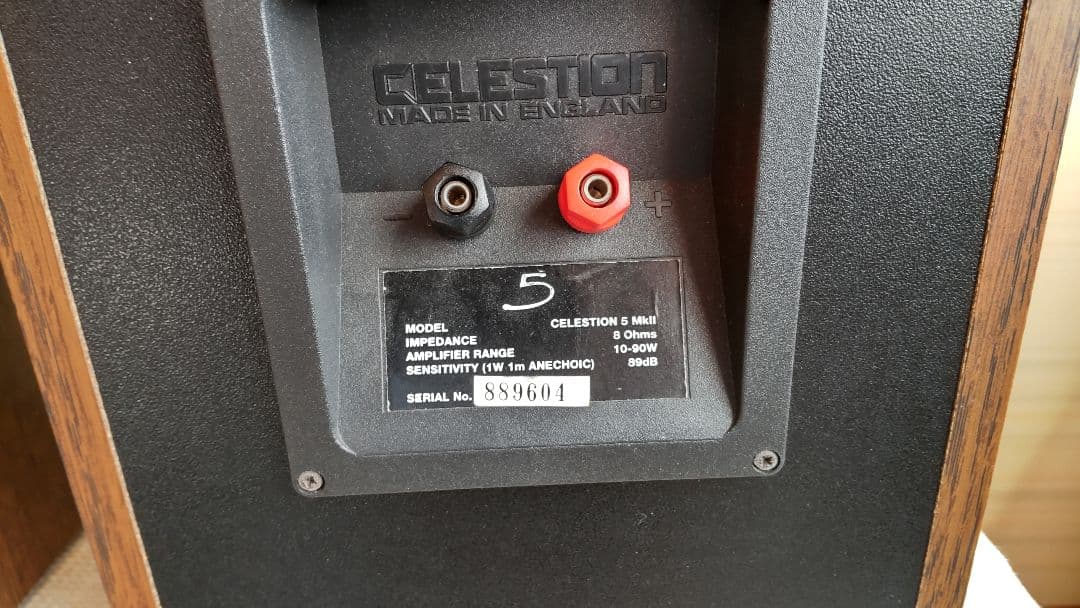 CELESTION
MADE IN ENGLAND
- +
5
MODEL CELESTION 5 MkII
IMPEDANCE 8 Ohms
AMPLIFIER RANGE 10-90W
SENSITIVITY (1W 1m ANECHOIC) 89dB
SERIAL No. 889604